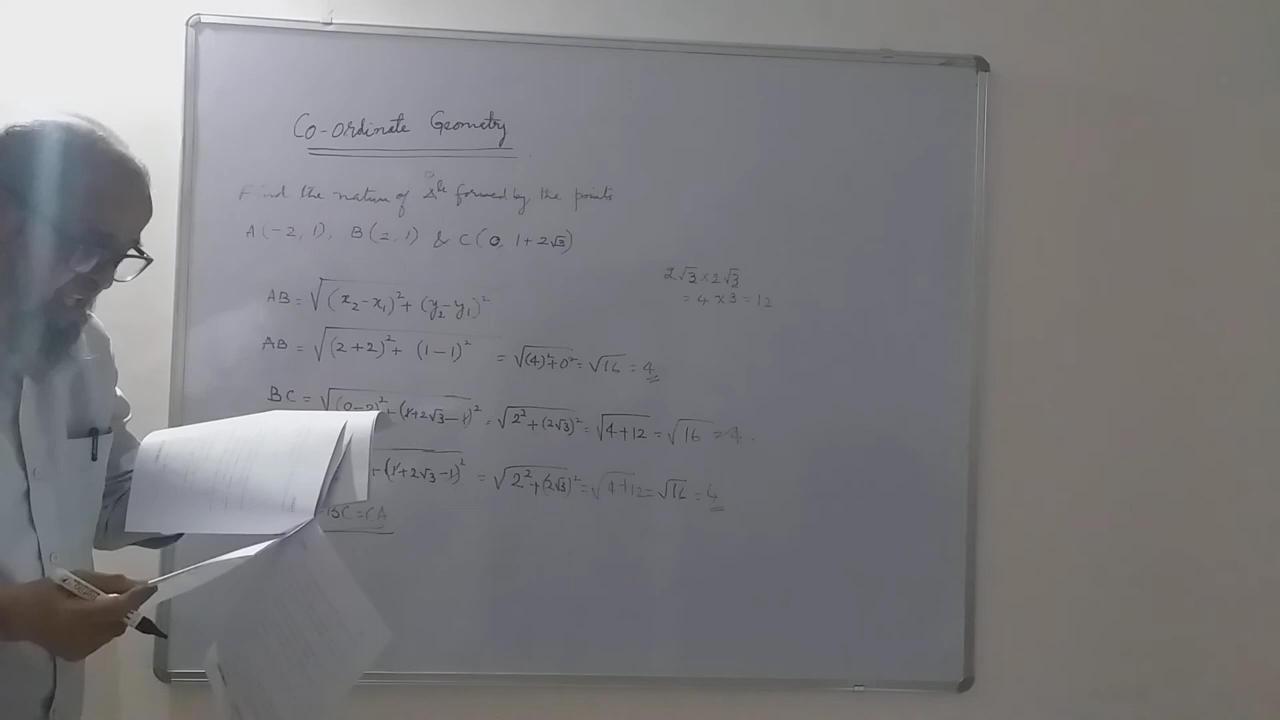 Co-ordinate Geometry
Find the nature of Δle formed by the points
A(-2, 1), B(2, 1) & C(0, 1+2√3)
2√3 × 2√3
= 4 × 3 = 12
AB = √((x₂-x₁)² + (y₂-y₁)²)
AB = √((2+2)² + (1-1)²) = √((4)²+0²) = √16 = 4
BC = √((0-2)² + (1+2√3-1)²) = √(2²+(2√3)²) = √(4+12) = √16 = 4.
+(1+2√3-1)² = √(2²+(2√3)²) = √(4+12) = √16 = 4
=BC = CA